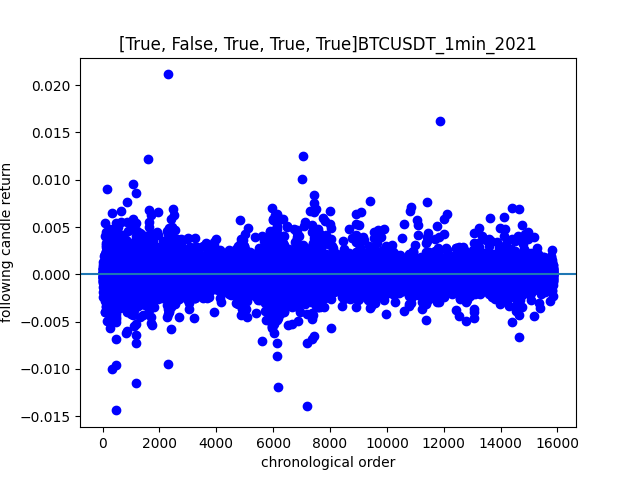 [True, False, True, True, True]BTCUSDT_1min_2021
following candle return
0.020
0.015
0.010
0.005
0.000
−0.005
−0.010
−0.015
0 2000 4000 6000 8000 10000 12000 14000 16000
chronological order